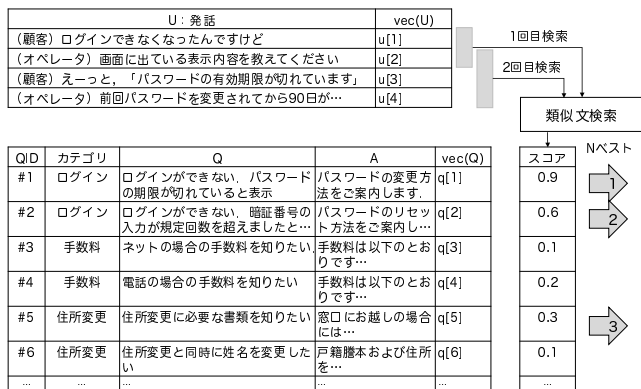 U：発話 vec(U)
（顧客）ログインできなくなったんですけど u[1]
（オペレータ）画面に出ている表示内容を教えてください u[2]
（顧客）えーっと，「パスワードの有効期限が切れています」 u[3]
（オペレータ）前回パスワードを変更されてから90日が… u[4]
1回目検索
2回目検索
類似文検索
QID カテゴリ Q A vec(Q) スコア Nベスト
#1 ログイン ログインができない，パスワード パスワードの変更方 q[1] 0.9 1
の期限が切れていると表示 法をご案内します．
#2 ログイン ログインができない，暗証番号の パスワードのリセッ q[2] 0.6 2
入力が規定回数を超えましたと… ト方法をご案内し…
#3 手数料 ネットの場合の手数料を知りたい， 手数料は以下のとお q[3] 0.1
りです…
#4 手数料 電話の場合の手数料を知りたい 手数料は以下のとお q[4] 0.2
りです…
#5 住所変更 住所変更に必要な書類を知りたい 窓口にお越しの場合 q[5] 0.3 3
には…
#6 住所変更 住所変更と同時に姓名を変更した 戸籍謄本および住所 q[6] 0.1
い を…
… … … … … …